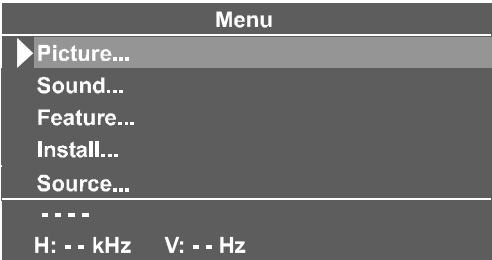 Menu
Picture...
Sound...
Feature...
Install...
Source...
- - - -
H: - - kHz V: - - Hz